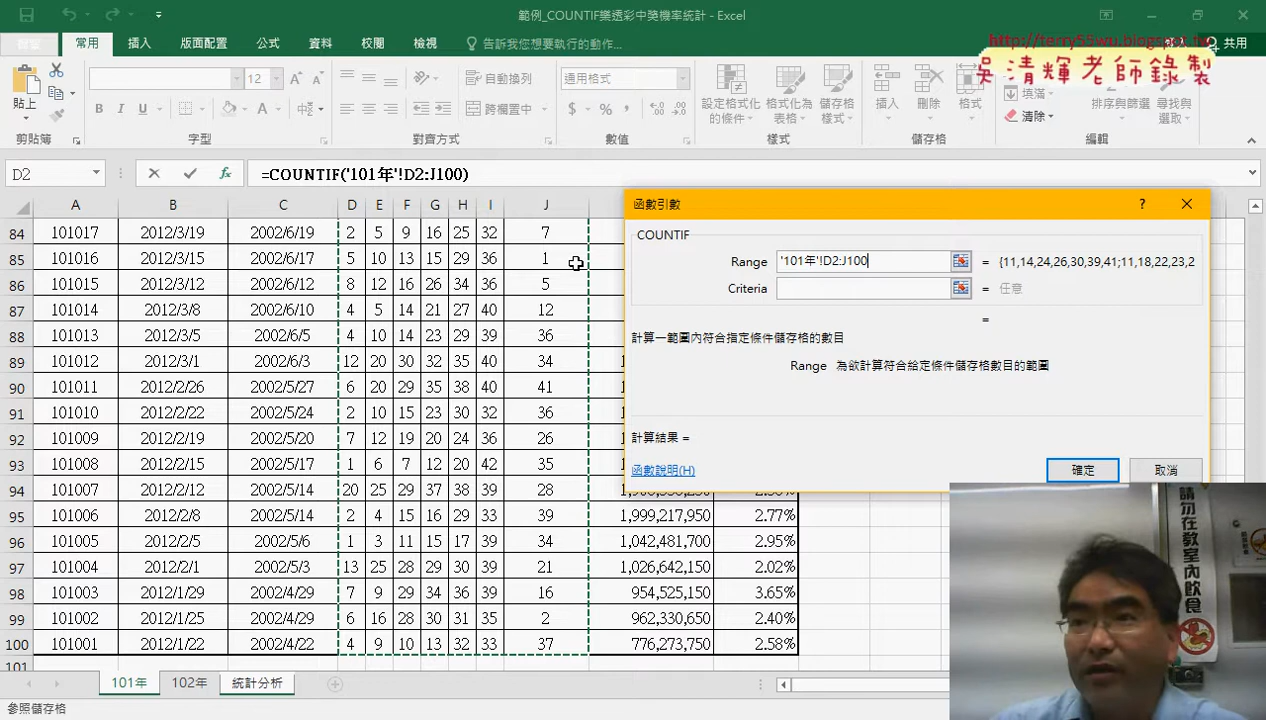 範例_COUNTIF樂透彩中獎機率統計 - Excel
http://terry55wu.blogspot.tw
吳清輝老師錄製
常用 插入 版面配置 公式 資料 校閱 檢視 告訴我您想要執行的動作... 共用
貼上 12 自動換列 通用格式 設定格式化的條件 格式化為表格 儲存格樣式 插入 刪除 格式 填滿 清除 排序與篩選 尋找與選取
B I U 跨欄置中 $ % ,
剪貼簿 字型 對齊方式 數值 樣式 儲存格 編輯
D2 fx =COUNTIF('101年'!D2:J100)
A B C D E F G H I J
84 101017 2012/3/19 2002/6/19 2 5 9 16 25 32 7
85 101016 2012/3/15 2002/6/17 5 10 13 15 29 36 1
86 101015 2012/3/12 2002/6/12 8 12 16 26 34 36 5
87 101014 2012/3/8 2002/6/10 4 5 14 21 27 40 12
88 101013 2012/3/5 2002/6/5 4 10 14 23 29 39 36
89 101012 2012/3/1 2002/6/3 12 20 30 32 35 40 34
90 101011 2012/2/26 2002/5/27 6 20 29 35 38 39 41
91 101010 2012/2/22 2002/5/24 2 10 15 23 30 32 36
92 101009 2012/2/19 2002/5/20 7 12 19 20 24 36 26
93 101008 2012/2/15 2002/5/17 1 6 7 12 20 42 35
94 101007 2012/2/12 2002/5/14 20 25 29 37 38 39 28
95 101006 2012/2/8 2002/5/14 2 4 15 16 29 33 39 1,999,217,950 2.77%
96 101005 2012/2/5 2002/5/6 1 3 11 15 17 39 34 1,042,481,700 2.95%
97 101004 2012/2/1 2002/5/3 13 25 28 29 30 39 21 1,026,642,150 2.02%
98 101003 2012/1/29 2002/4/29 7 9 29 34 36 39 16 954,525,150 3.65%
99 101002 2012/1/25 2002/4/29 6 16 28 30 31 35 2 962,330,650 2.40%
100 101001 2012/1/22 2002/4/22 4 9 10 13 32 33 37 776,273,750 2.58%
101
函數引數 ?
COUNTIF
Range '101年'!D2:J100 = {11,14,24,26,30,39,41;11,18,22,23,2
Criteria = 任意
=
計算一範圍內符合指定條件儲存格的數目
Range 為欲計算符合給定條件儲存格數目的範圍
計算結果 =
函數說明(H) 確定 取消
請勿在教室內飲食
101年 102年 統計分析
參照儲存格